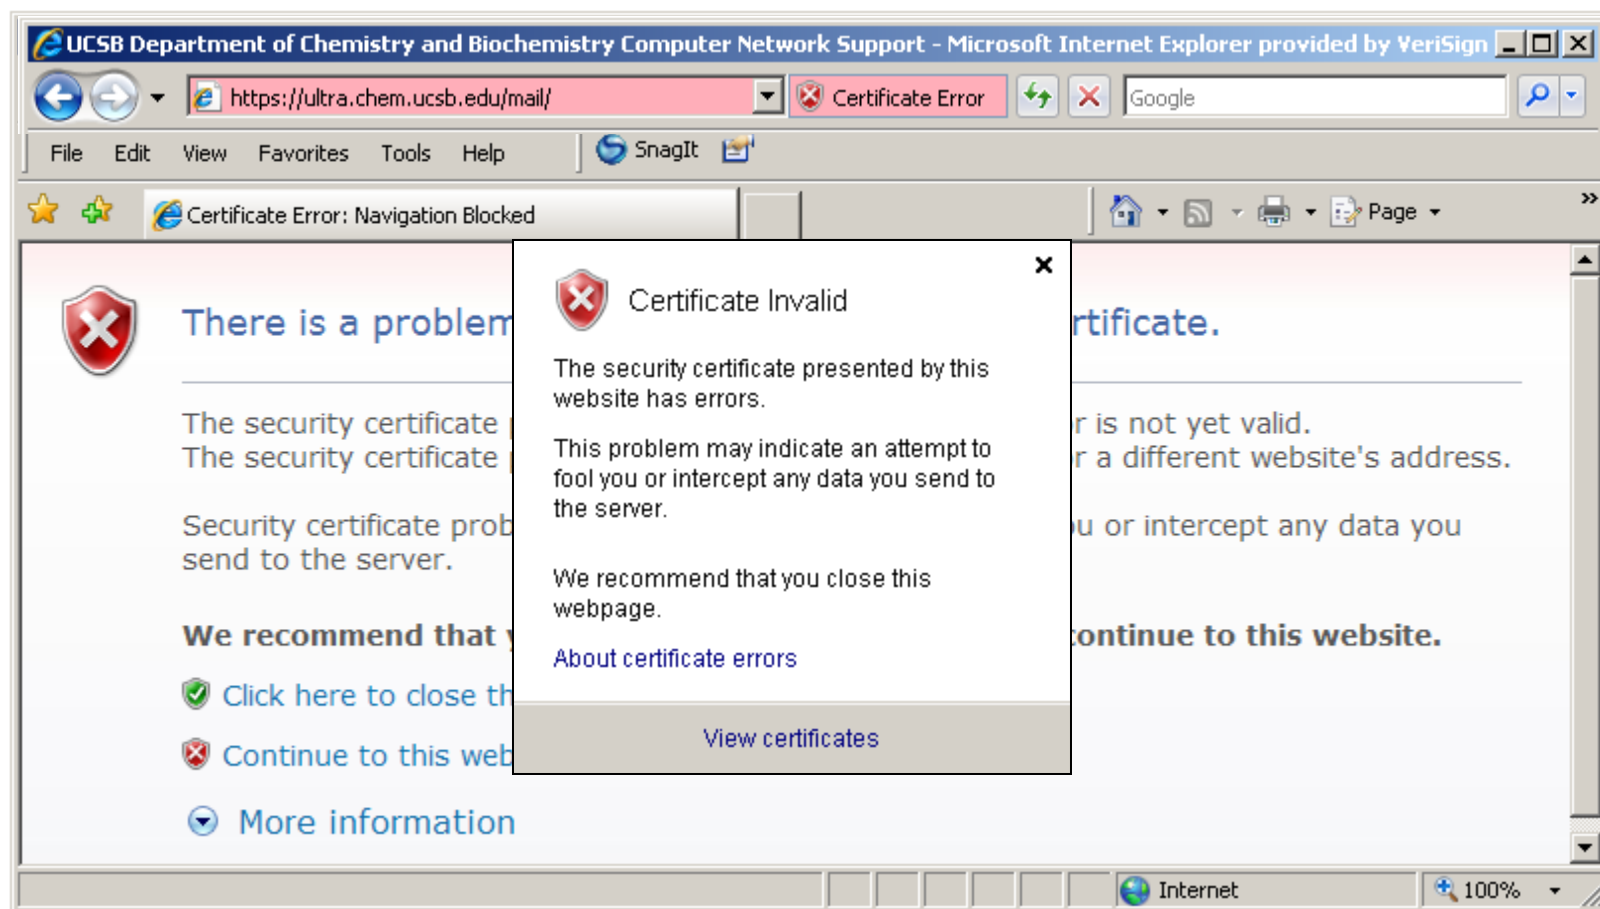 UCSB Department of Chemistry and Biochemistry Computer Network Support - Microsoft Internet Explorer provided by VeriSign
https://ultra.chem.ucsb.edu/mail/
Certificate Error
Google
File Edit View Favorites Tools Help
SnagIt
Certificate Error: Navigation Blocked
Page
»
There is a problem
rtificate.
The security certificate
r is not yet valid.
The security certificate
r a different website's address.
Security certificate prob
u or intercept any data you
send to the server.
We recommend that
continue to this website.
Click here to close th
Continue to this web
More information
Certificate Invalid
The security certificate presented by this
website has errors.
This problem may indicate an attempt to
fool you or intercept any data you send to
the server.
We recommend that you close this
webpage.
About certificate errors
View certificates
Internet
100%